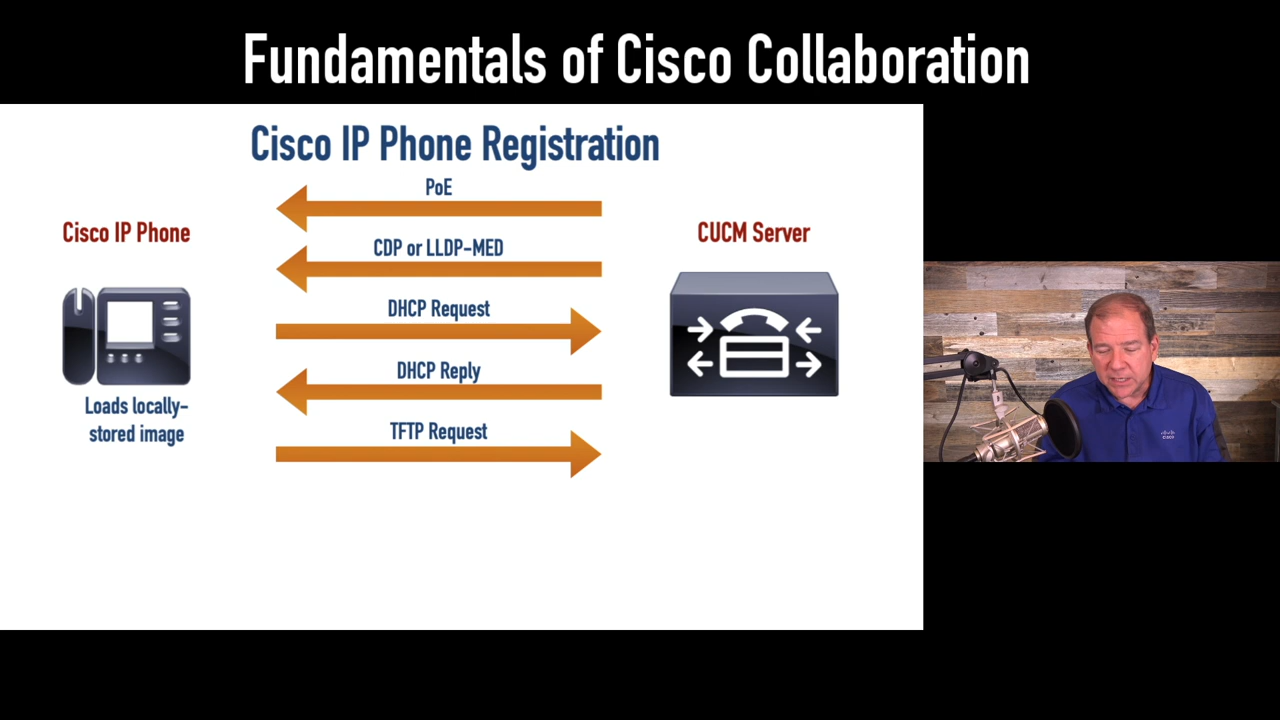 Fundamentals of Cisco Collaboration
Cisco IP Phone Registration
PoE
Cisco IP Phone
CUCM Server
CDP or LLDP-MED
DHCP Request
DHCP Reply
Loads locally-
stored image
TFTP Request
CISCO